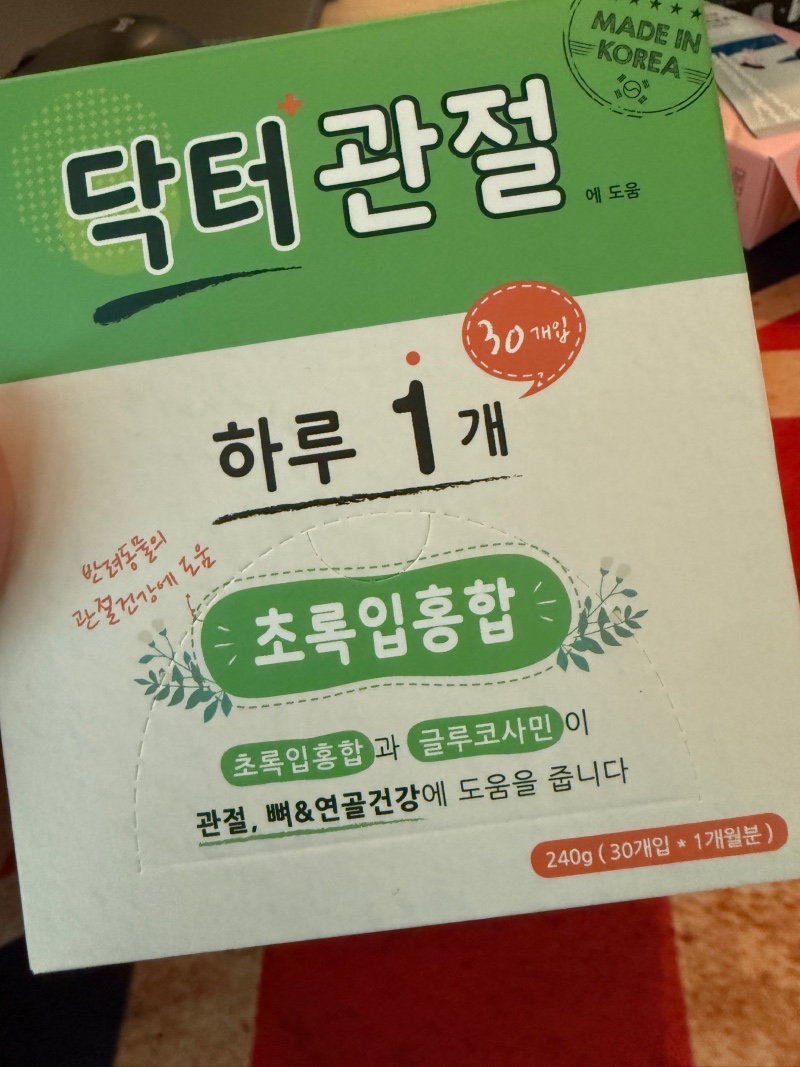 MADE IN
KOREA
닥터 관절 에 도움
30개입
하루 1개
반려동물의
관절건강에 도움
초록입홍합
초록입홍합과 글루코사민이
관절, 뼈&연골건강에 도움을 줍니다
240g ( 30개입 * 1개월분 )